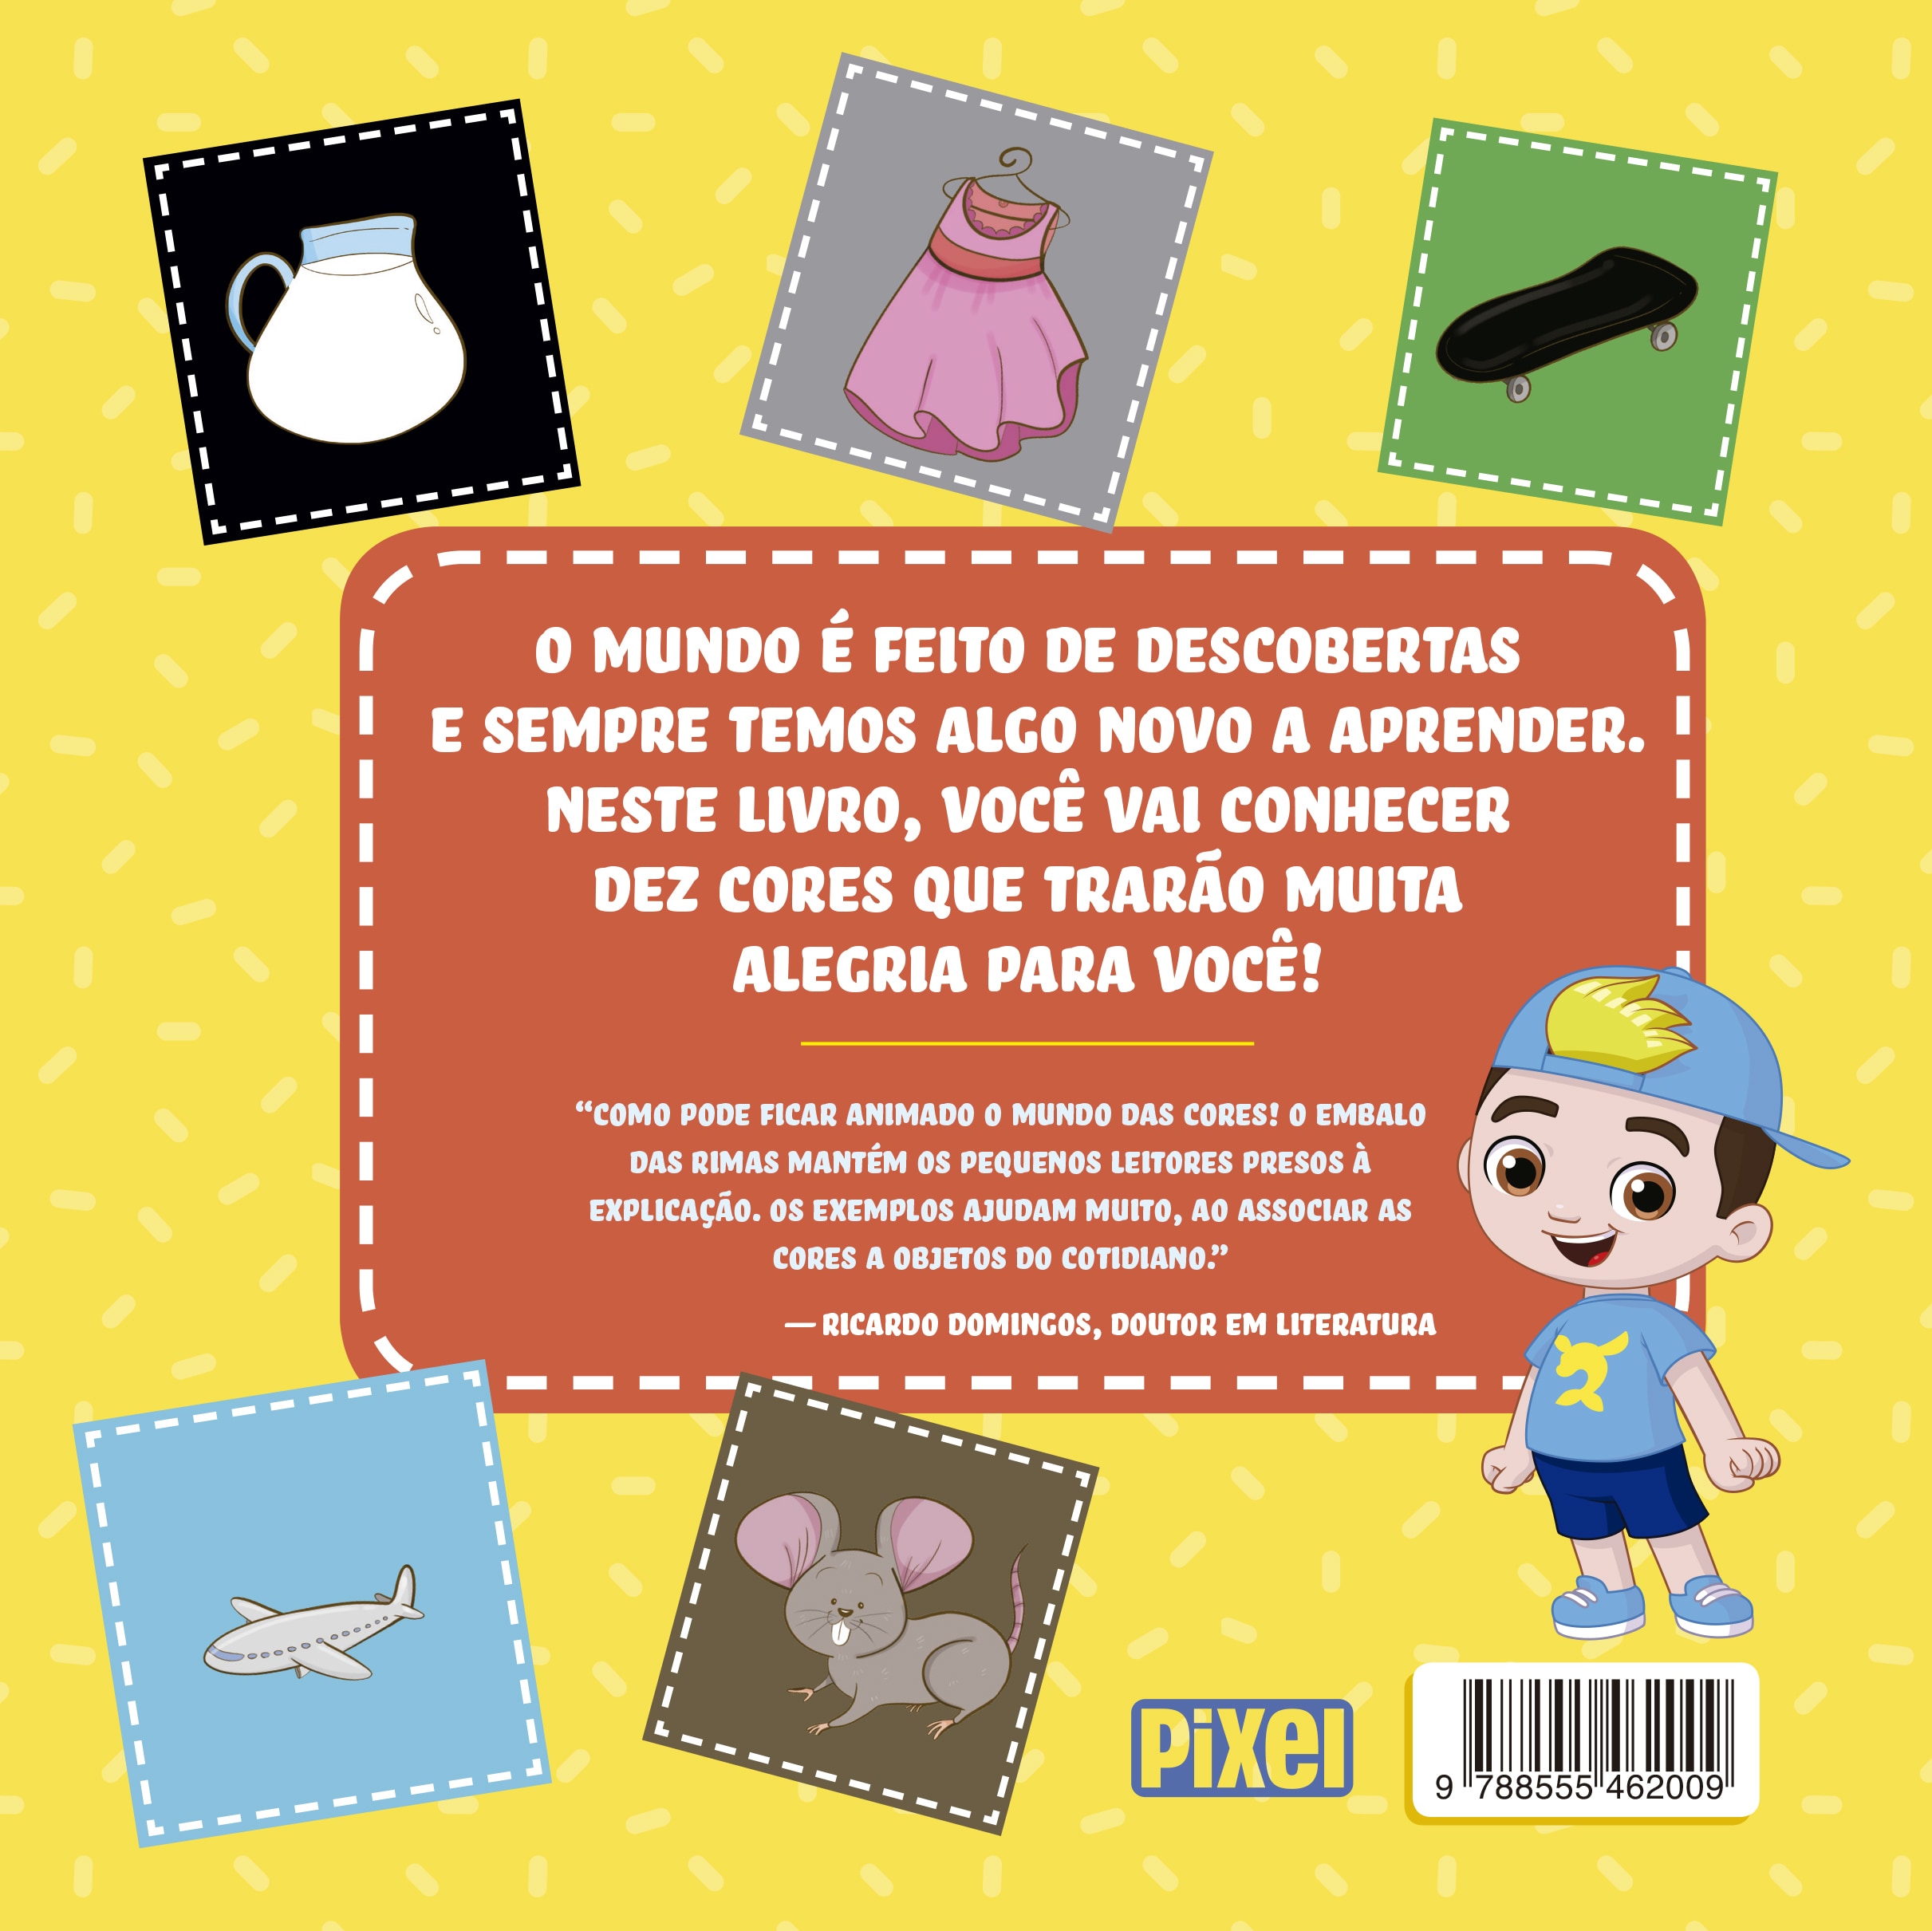 O MUNDO É FEITO DE DESCOBERTAS
E SEMPRE TEMOS ALGO NOVO A APRENDER.
NESTE LIVRO, VOCÊ VAI CONHECER
DEZ CORES QUE TRARÃO MUITA
ALEGRIA PARA VOCÊ!
“COMO PODE FICAR ANIMADO O MUNDO DAS CORES! O EMBALO
DAS RIMAS MANTÉM OS PEQUENOS LEITORES PRESOS À
EXPLICAÇÃO. OS EXEMPLOS AJUDAM MUITO, AO ASSOCIAR AS
CORES A OBJETOS DO COTIDIANO.”
— RICARDO DOMINGOS, DOUTOR EM LITERATURA
PiXel
9 788555 462009